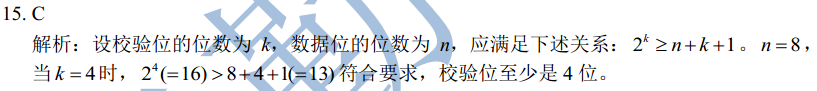 15. C
解析：设校验位的位数为 k，数据位的位数为 n，应满足下述关系：2^k ≥ n+k+1。n=8，
当 k=4 时，2^4(=16)>8+4+1(=13) 符合要求，校验位至少是 4 位。